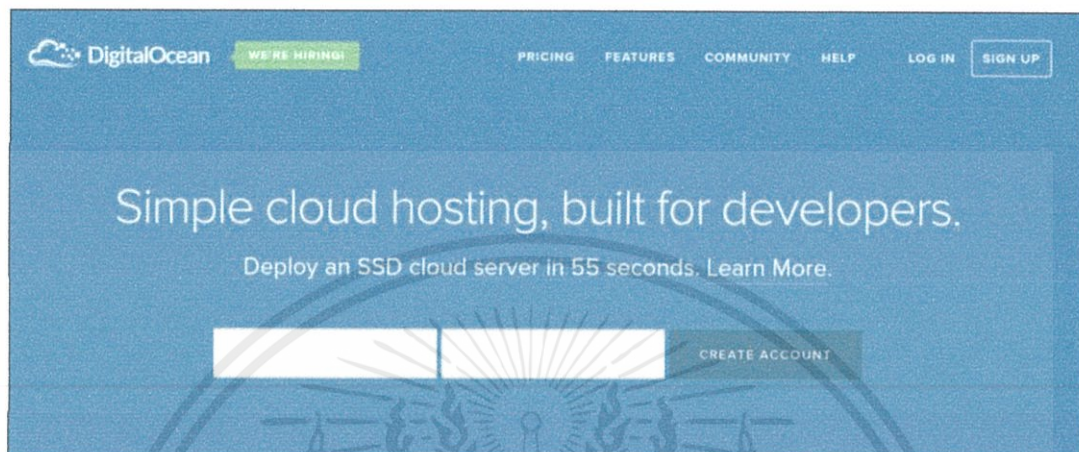 DigitalOcean WE'RE HIRING! PRICING FEATURES COMMUNITY HELP LOG IN SIGN UP
Simple cloud hosting, built for developers.
Deploy an SSD cloud server in 55 seconds. Learn More.
CREATE ACCOUNT